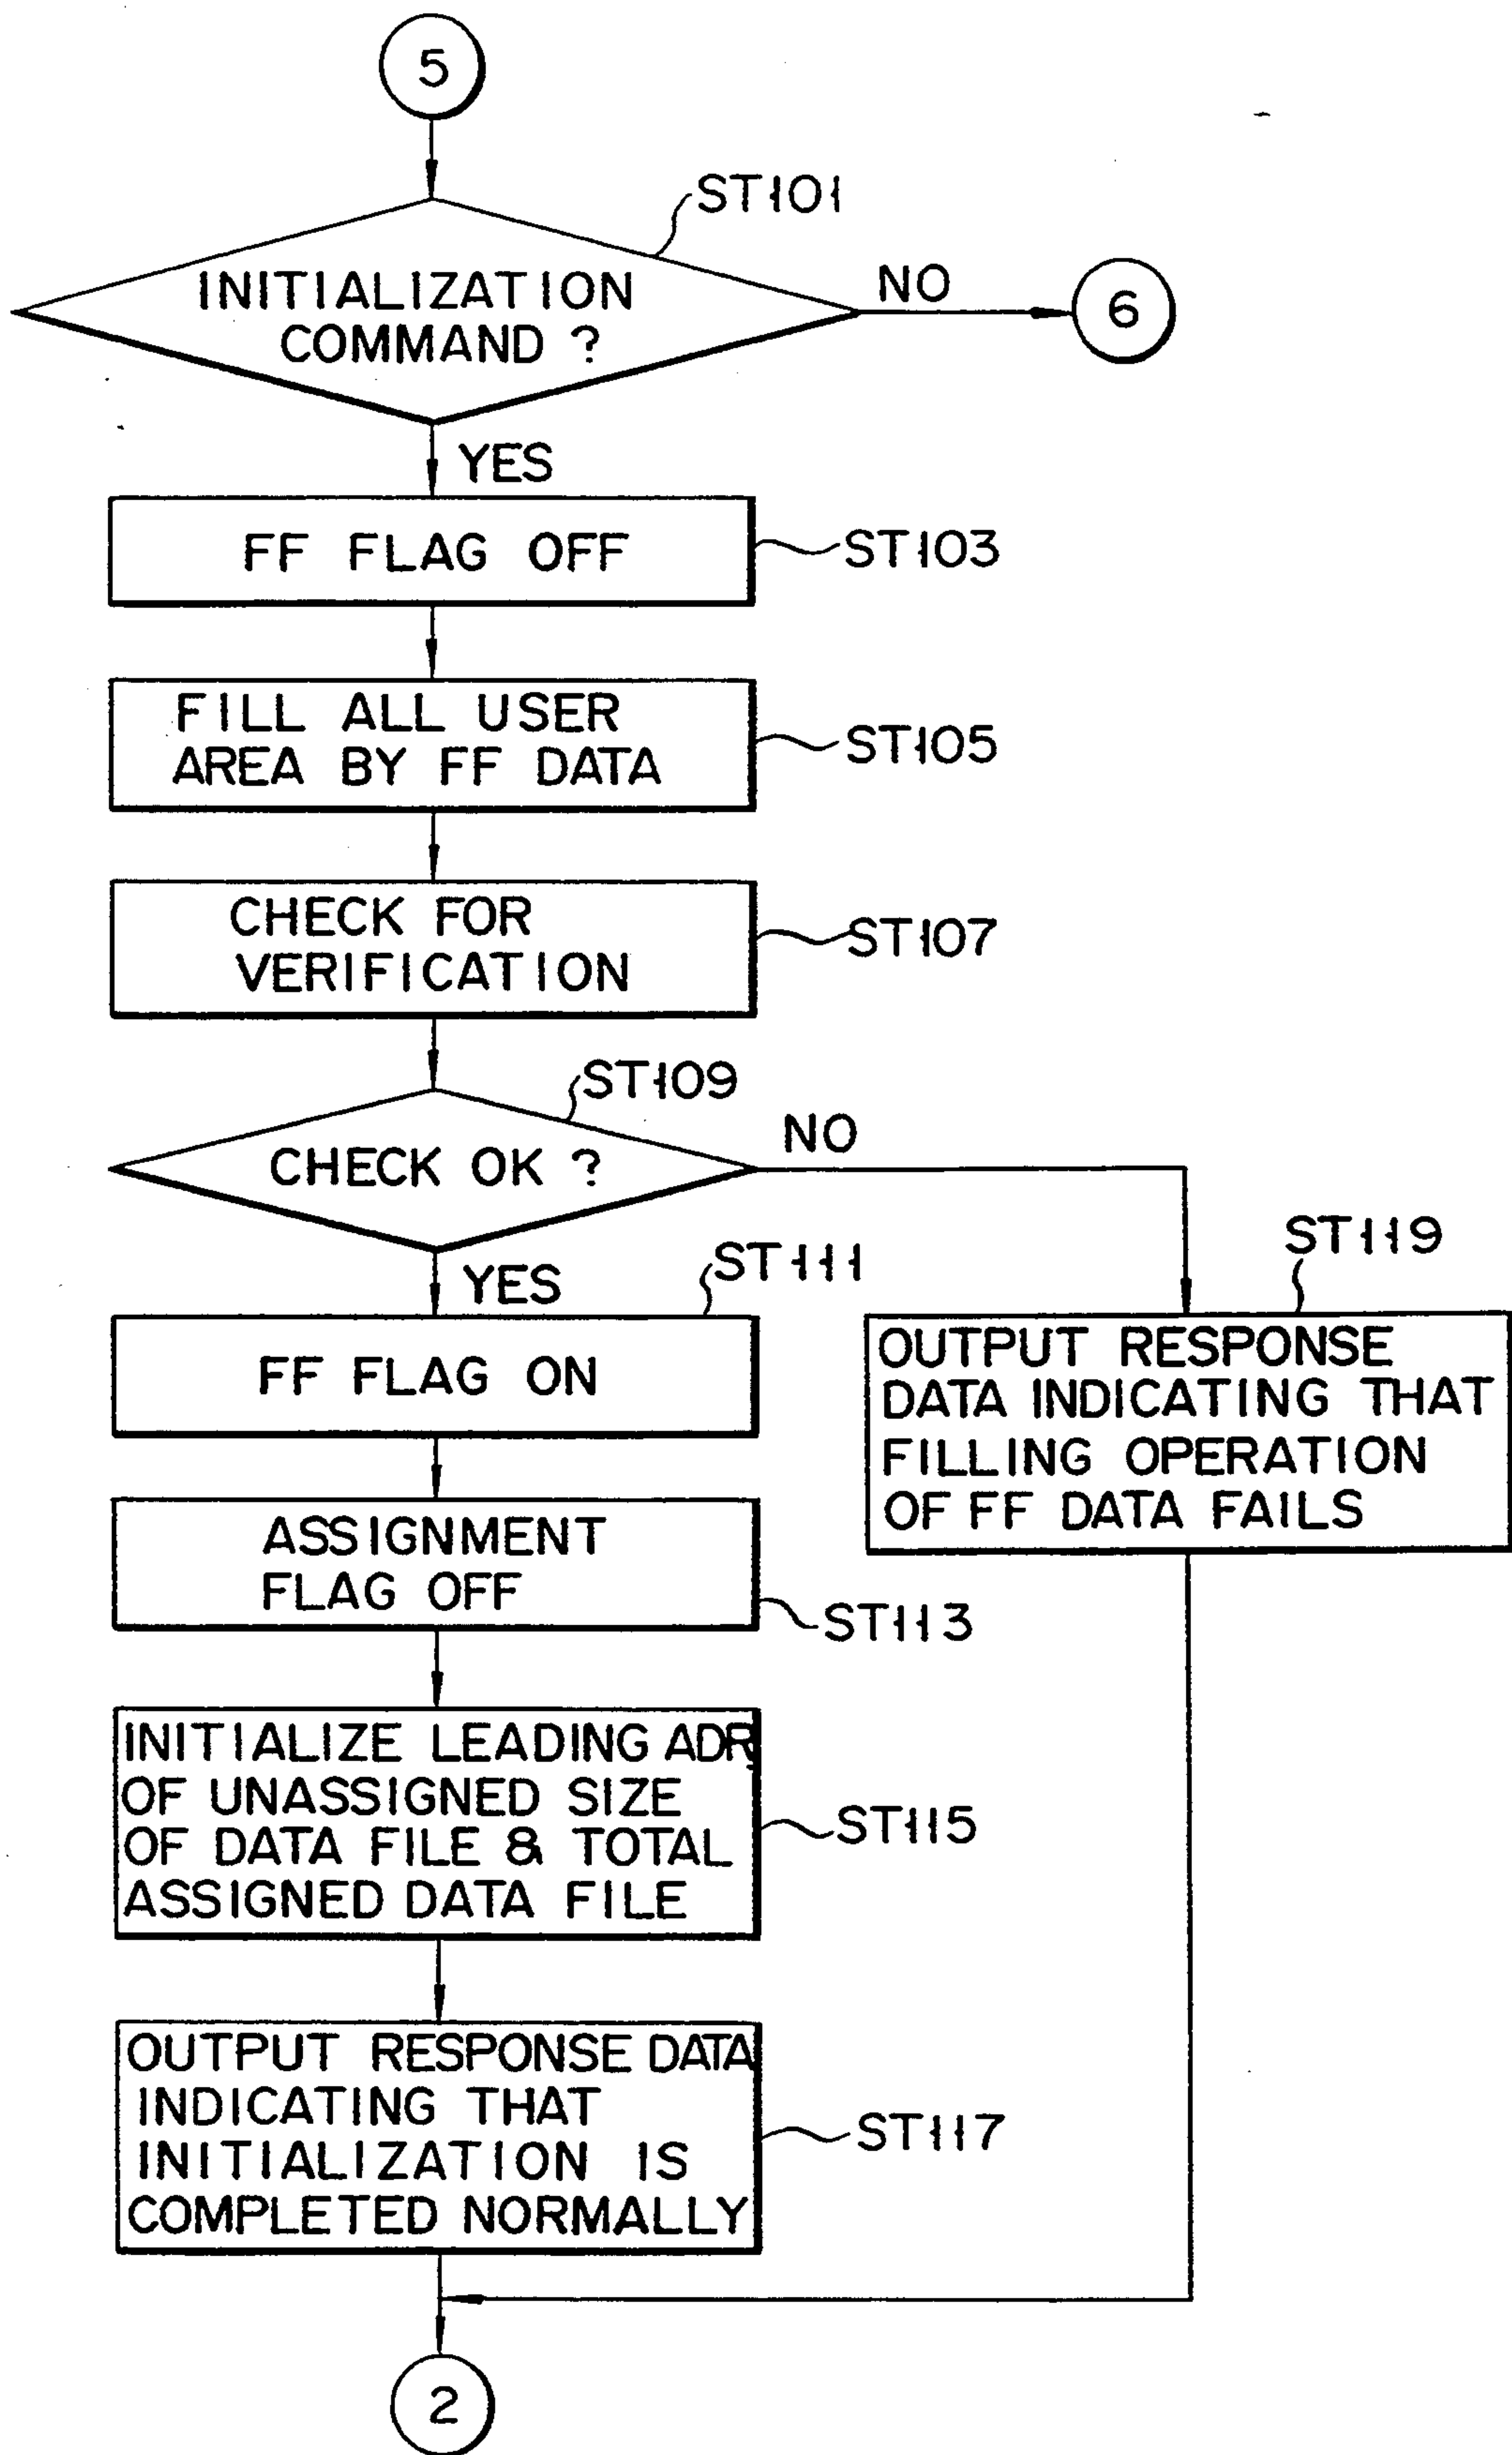 5
ST101
INITIALIZATION
COMMAND ?
NO
6
YES
FF FLAG OFF
ST103
FILL ALL USER
AREA BY FF DATA
ST105
CHECK FOR
VERIFICATION
ST107
ST109
CHECK OK ?
NO
YES
ST111
FF FLAG ON
ST119
OUTPUT RESPONSE
DATA INDICATING THAT
FILLING OPERATION
OF FF DATA FAILS
ASSIGNMENT
FLAG OFF
ST113
INITIALIZE LEADING ADR.
OF UNASSIGNED SIZE
OF DATA FILE & TOTAL
ASSIGNED DATA FILE
ST115
OUTPUT RESPONSE DATA
INDICATING THAT
INITIALIZATION IS
COMPLETED NORMALLY
ST117
2